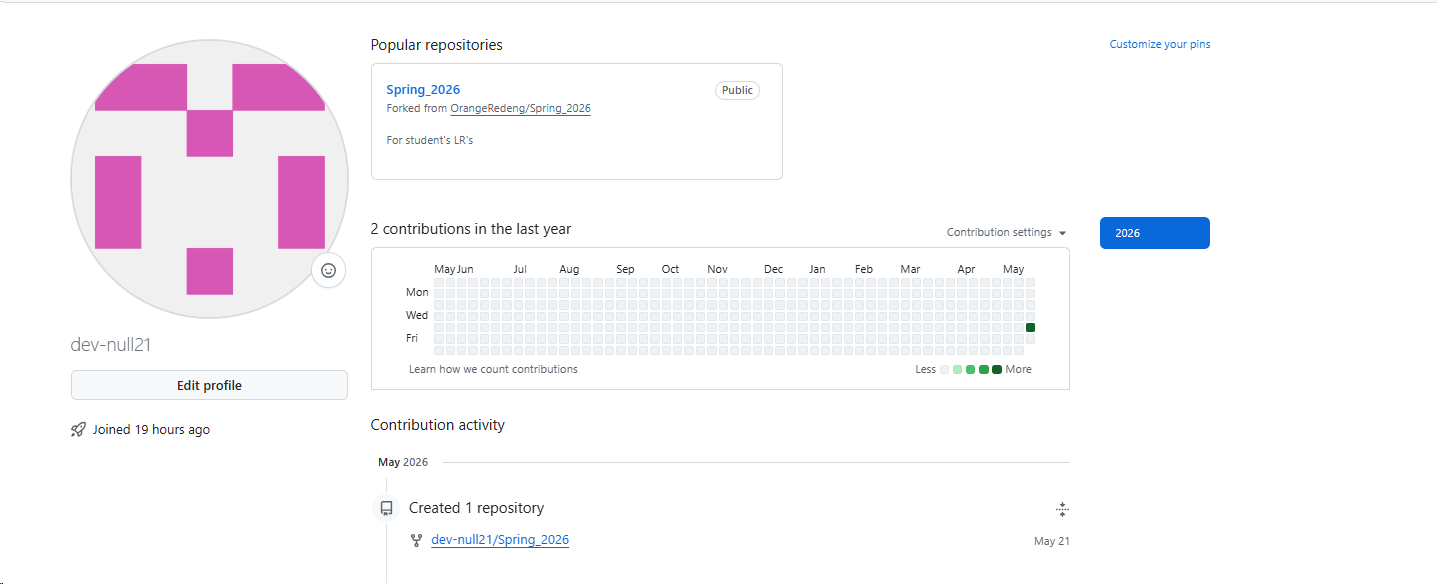 Popular repositories
Customize your pins
Spring_2026
Public
Forked from OrangeRedeng/Spring_2026
For student's LR's
2 contributions in the last year
Contribution settings
2026
May Jun Jul Aug Sep Oct Nov Dec Jan Feb Mar Apr May
Mon
Wed
Fri
Learn how we count contributions
Less More
dev-null21
Edit profile
Joined 19 hours ago
Contribution activity
May 2026
Created 1 repository
dev-null21/Spring_2026
May 21